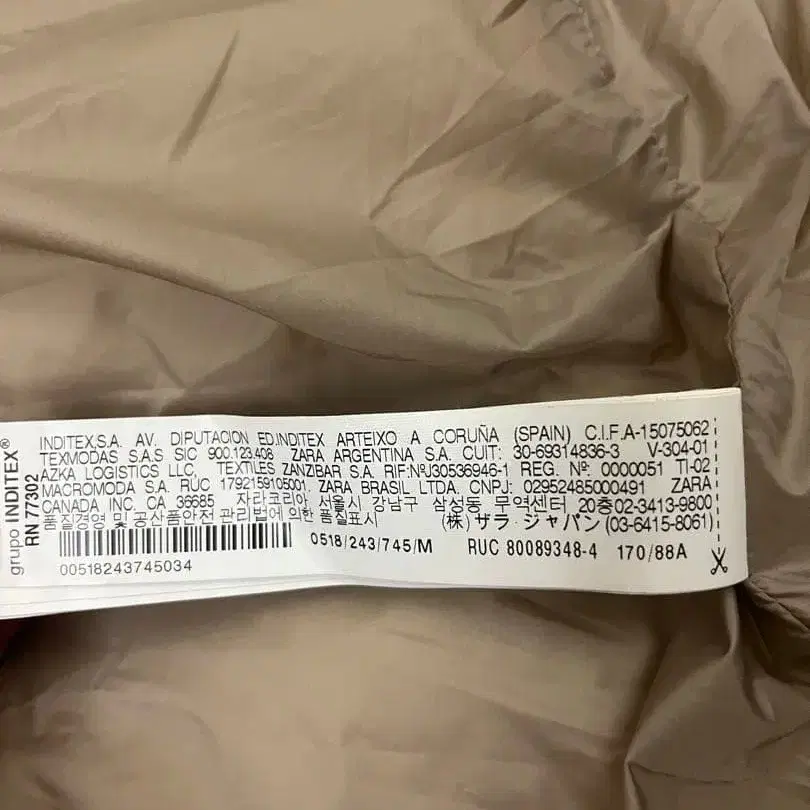 grupo INDITEX®
RN 77302
INDITEX,S.A. AV. DIPUTACION ED.INDITEX ARTEIXO A CORUÑA (SPAIN) C.I.F.A-15075062
TEXMODAS S.A.S SIC 900.123.408 ZARA ARGENTINA S.A. CUIT: 30-69314836-3 V-304-01
AZKA LOGISTICS LLC, TEXTILES ZANZIBAR S.A. RIF:NºJ30536946-1 REG. Nº: 0000051 TI-02
MACROMODA S.A. RUC 1792159105001. ZARA BRASIL LTDA. CNPJ: 02952485000491 ZARA
CANADA INC. CA 36685 자라코리아, 서울시, 강남구 삼성동 무역센터 20층02-3413-9800
품질경영 및 공산품안전 관리법에 의한 품질표시 (株) ザラ・ジャパン (03-6415-8061)
0518/243/745/M RUC 80089348-4 170/88A
00518243745034